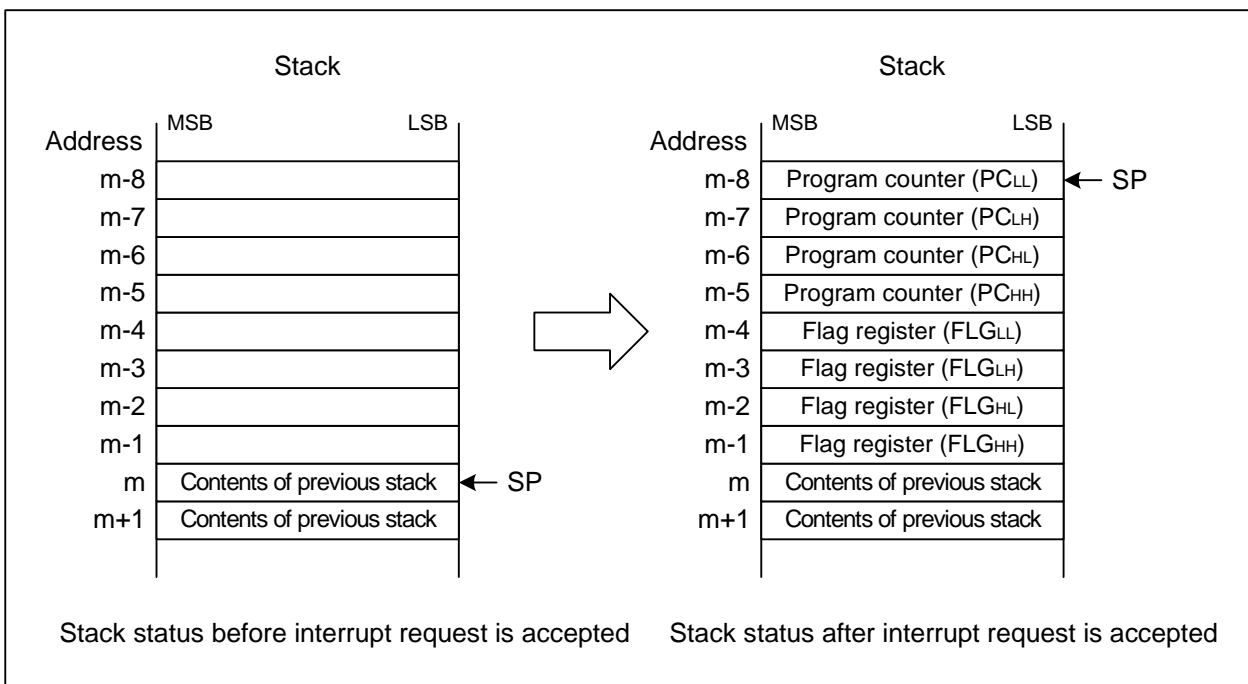 Stack
MSB LSB
Address
m-8
m-7
m-6
m-5
m-4
m-3
m-2
m-1
m Contents of previous stack SP
m+1 Contents of previous stack
Stack status before interrupt request is accepted
Stack
MSB LSB
Address
m-8 Program counter (PCLL) SP
m-7 Program counter (PCLH)
m-6 Program counter (PCHL)
m-5 Program counter (PCHH)
m-4 Flag register (FLGLL)
m-3 Flag register (FLGLH)
m-2 Flag register (FLGHL)
m-1 Flag register (FLGHH)
m Contents of previous stack
m+1 Contents of previous stack
Stack status after interrupt request is accepted